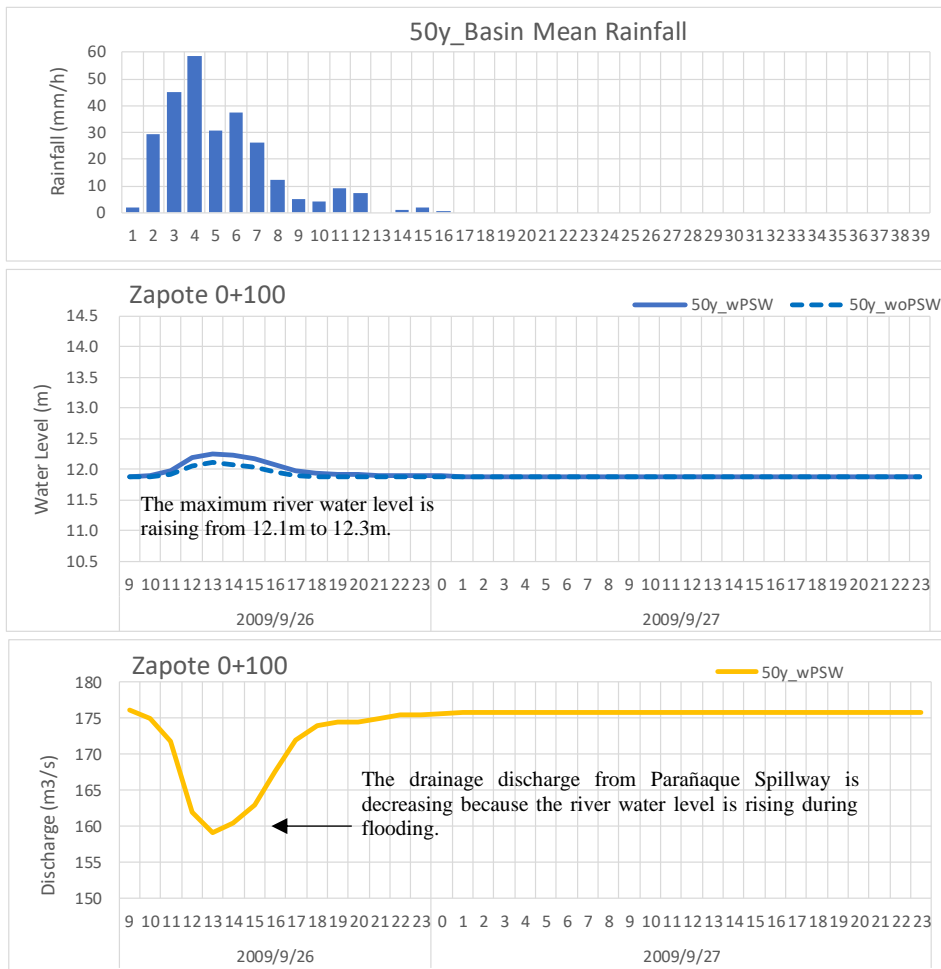 50y_Basin Mean Rainfall
Rainfall (mm/h)
60
50
40
30
20
10
0
1 2 3 4 5 6 7 8 9 10 11 12 13 14 15 16 17 18 19 20 21 22 23 24 25 26 27 28 29 30 31 32 33 34 35 36 37 38 39
Zapote 0+100
50y_wPSW 50y_woPSW
Water Level (m)
14.5
14.0
13.5
13.0
12.5
12.0
11.5
11.0
10.5
The maximum river water level is
raising from 12.1m to 12.3m.
9 10 11 12 13 14 15 16 17 18 19 20 21 22 23 0 1 2 3 4 5 6 7 8 9 10 11 12 13 14 15 16 17 18 19 20 21 22 23
2009/9/26 2009/9/27
Zapote 0+100
50y_wPSW
Discharge (m3/s)
180
175
170
165
160
155
150
The drainage discharge from Parañaque Spillway is
decreasing because the river water level is rising during
flooding.
9 10 11 12 13 14 15 16 17 18 19 20 21 22 23 0 1 2 3 4 5 6 7 8 9 10 11 12 13 14 15 16 17 18 19 20 21 22 23
2009/9/26 2009/9/27